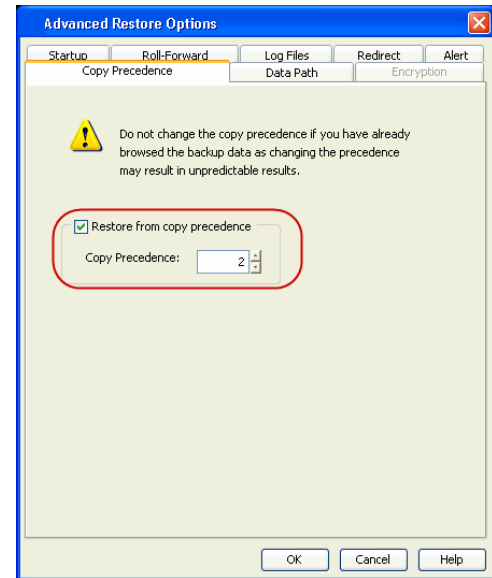 Advanced Restore Options
Startup Roll-Forward Log Files Redirect Alert
Copy Precedence Data Path Encryption
Do not change the copy precedence if you have already
browsed the backup data as changing the precedence
may result in unpredictable results.
Restore from copy precedence
Copy Precedence: 2
OK Cancel Help